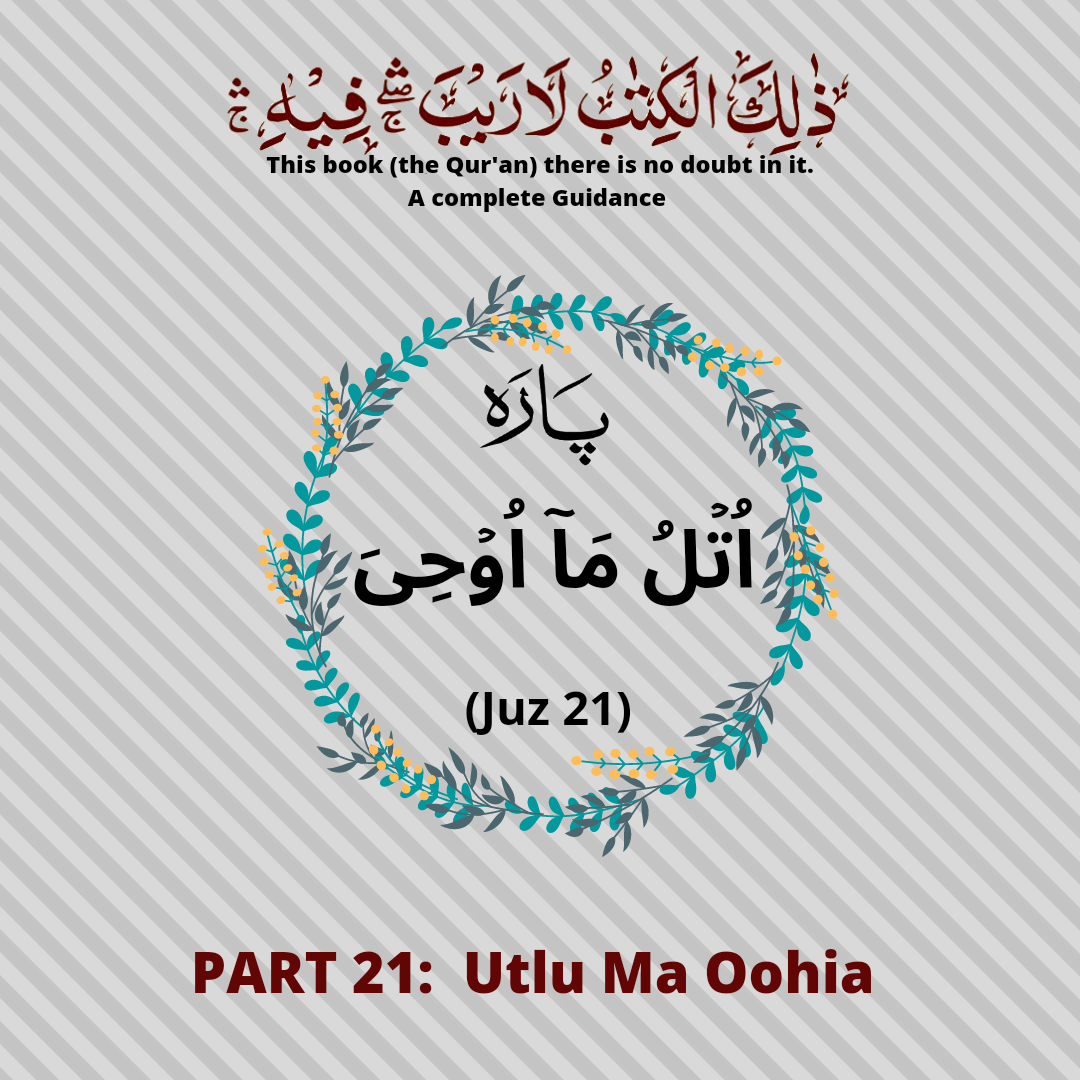 ذٰلِكَ الْكِتٰبُ لَا رَيْبَ ۛۚ فِيْهِ ۛۚ
This book (the Qur'an) there is no doubt in it.
A complete Guidance
پَارَہ
اُتۡلُ مَاۤ اُوۡحِىَ
(Juz 21)
PART 21: Utlu Ma Oohia